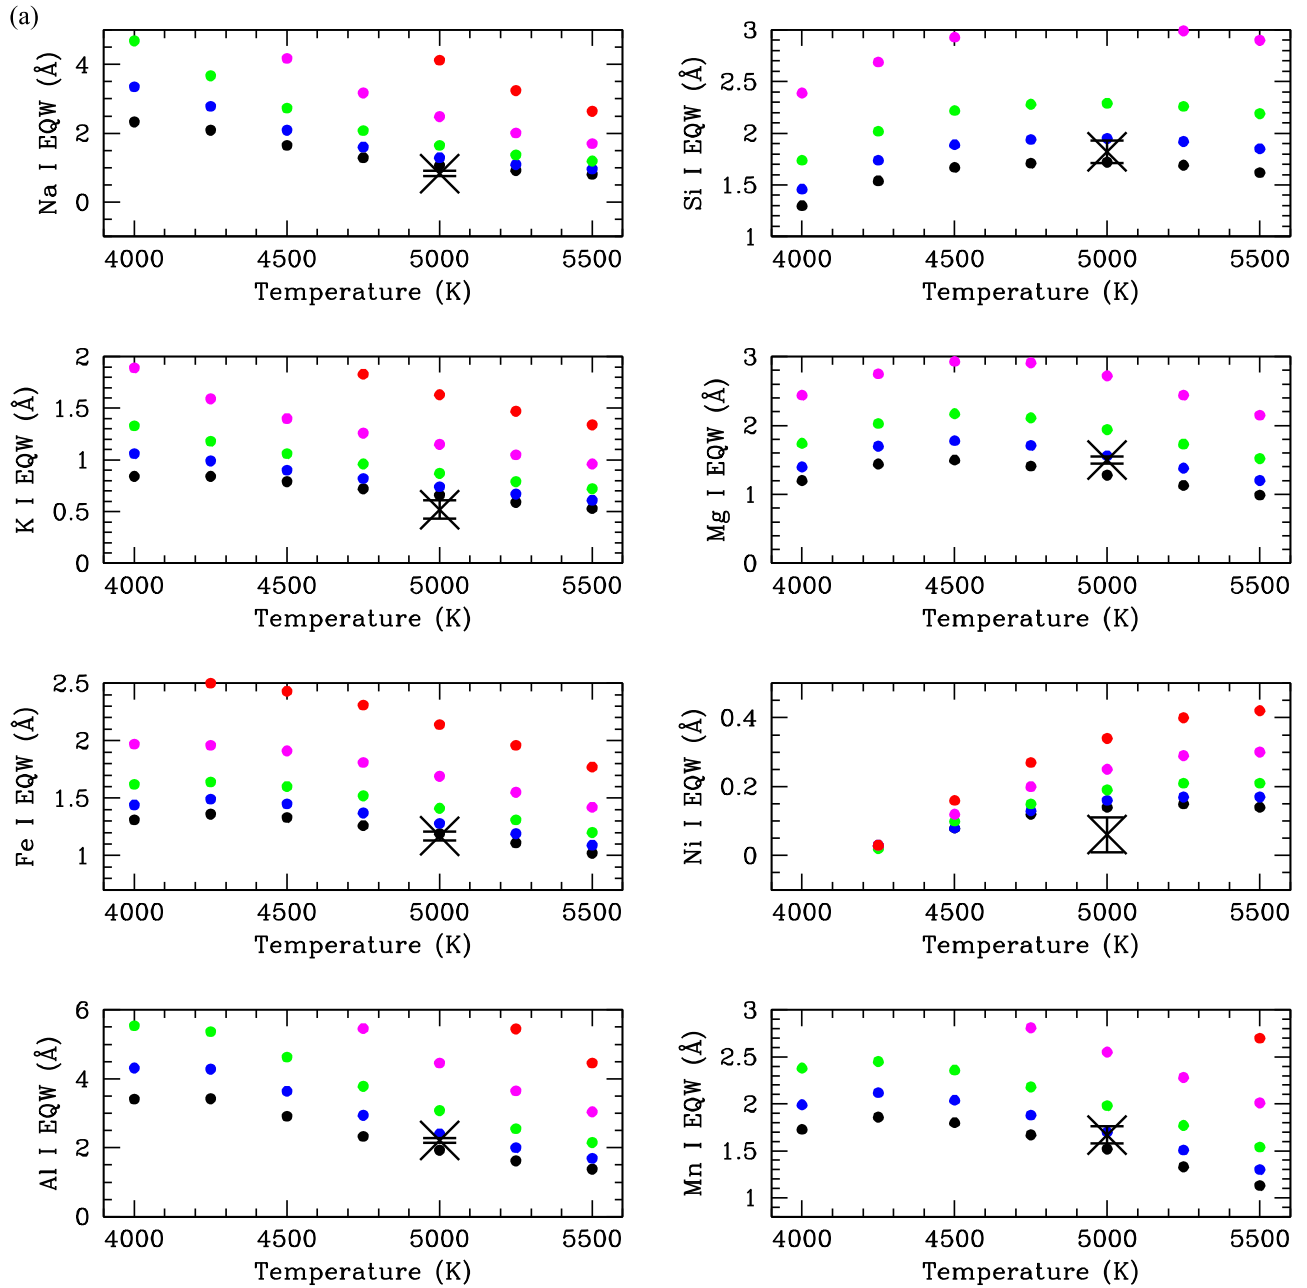 (a)
Na I EQW (Å)
4
2
0
4000 4500 5000 5500
Temperature (K)
Si I EQW (Å)
3
2.5
2
1.5
1
4000 4500 5000 5500
Temperature (K)
K I EQW (Å)
2
1.5
1
0.5
0
4000 4500 5000 5500
Temperature (K)
Mg I EQW (Å)
3
2
1
0
4000 4500 5000 5500
Temperature (K)
Fe I EQW (Å)
2.5
2
1.5
1
4000 4500 5000 5500
Temperature (K)
Ni I EQW (Å)
0.4
0.2
0
4000 4500 5000 5500
Temperature (K)
Al I EQW (Å)
6
4
2
0
4000 4500 5000 5500
Temperature (K)
Mn I EQW (Å)
3
2.5
2
1.5
1
4000 4500 5000 5500
Temperature (K)